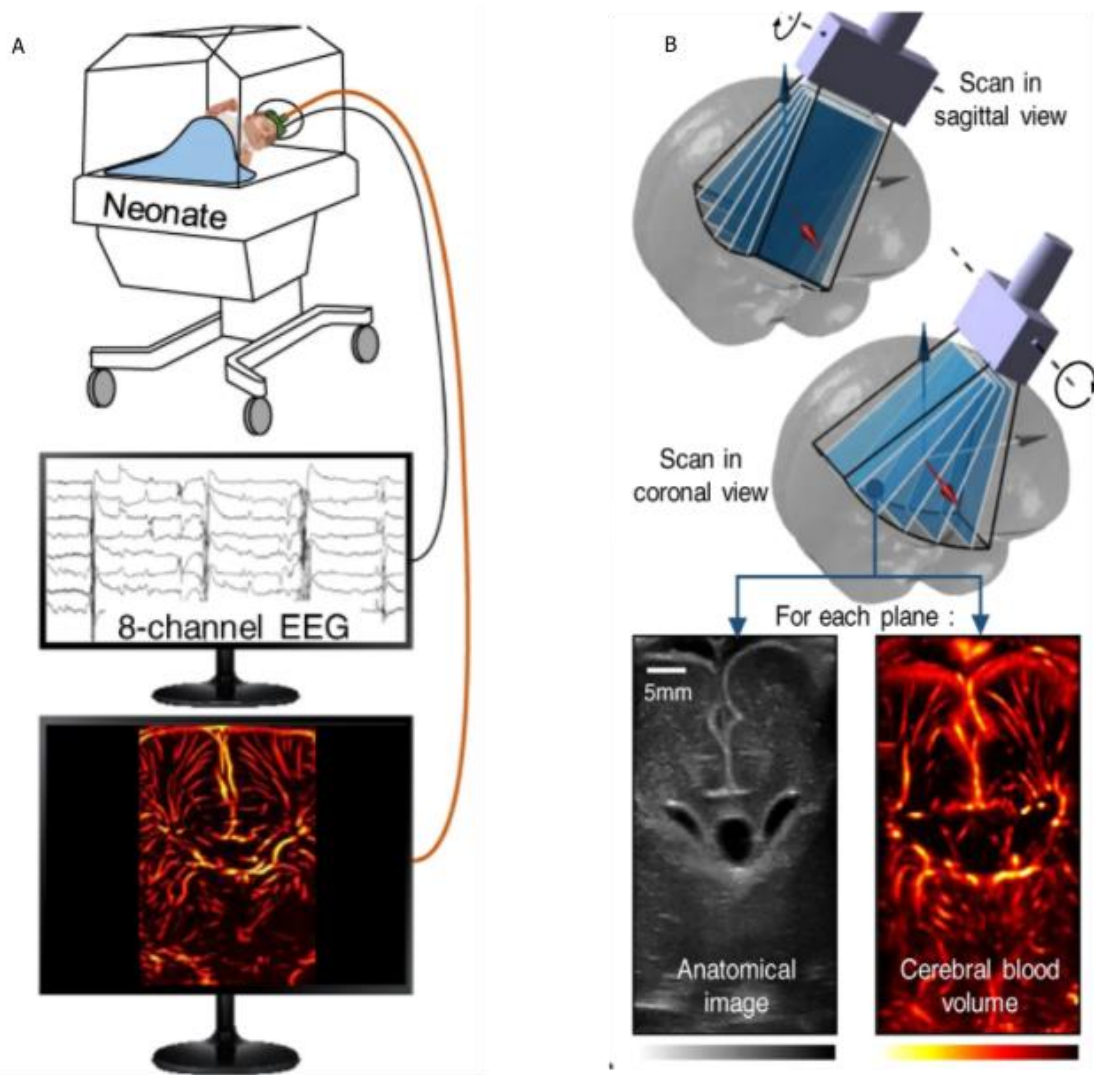 A
Neonate
8-channel EEG
B
Scan in
sagittal view
Scan in
coronal view
For each plane :
5mm
Anatomical
image
Cerebral blood
volume